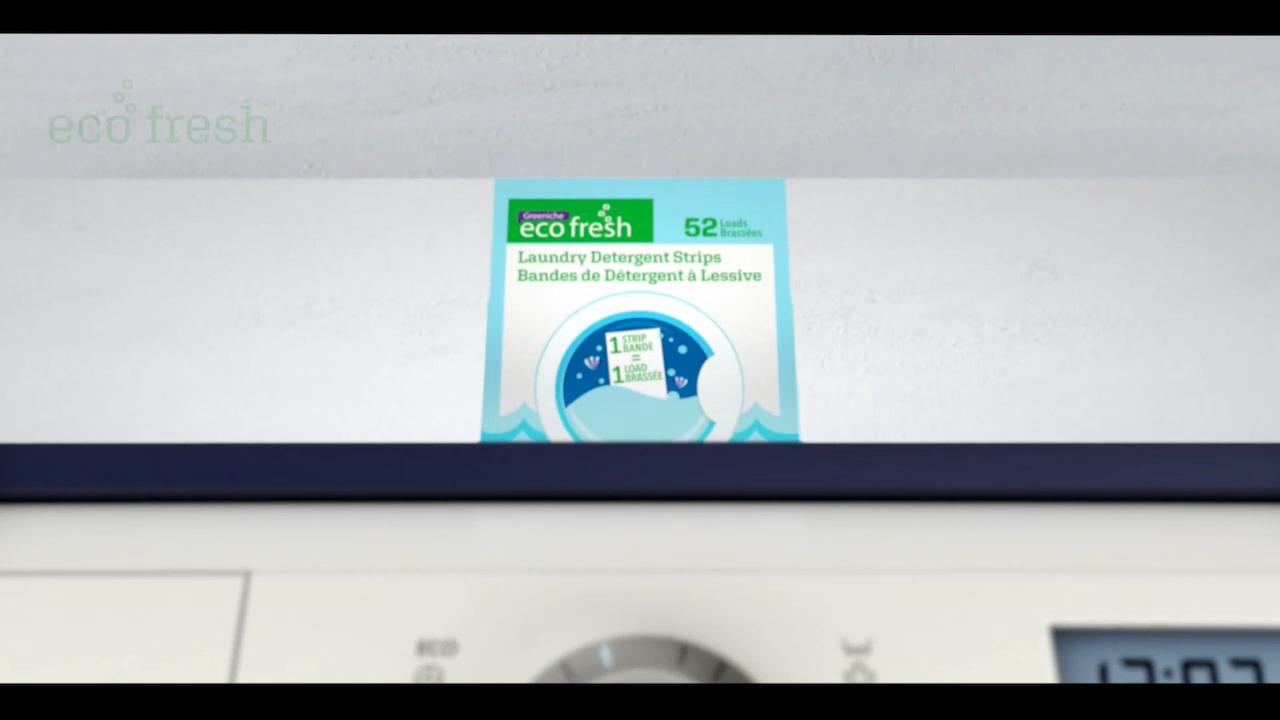 eco fresh
Greeniche
eco fresh
52 Loads
Brassées
Laundry Detergent Strips
Bandes de Détergent à Lessive
1 STRIP
BANDE
=
1 LOAD
BRASSÉE
ECO